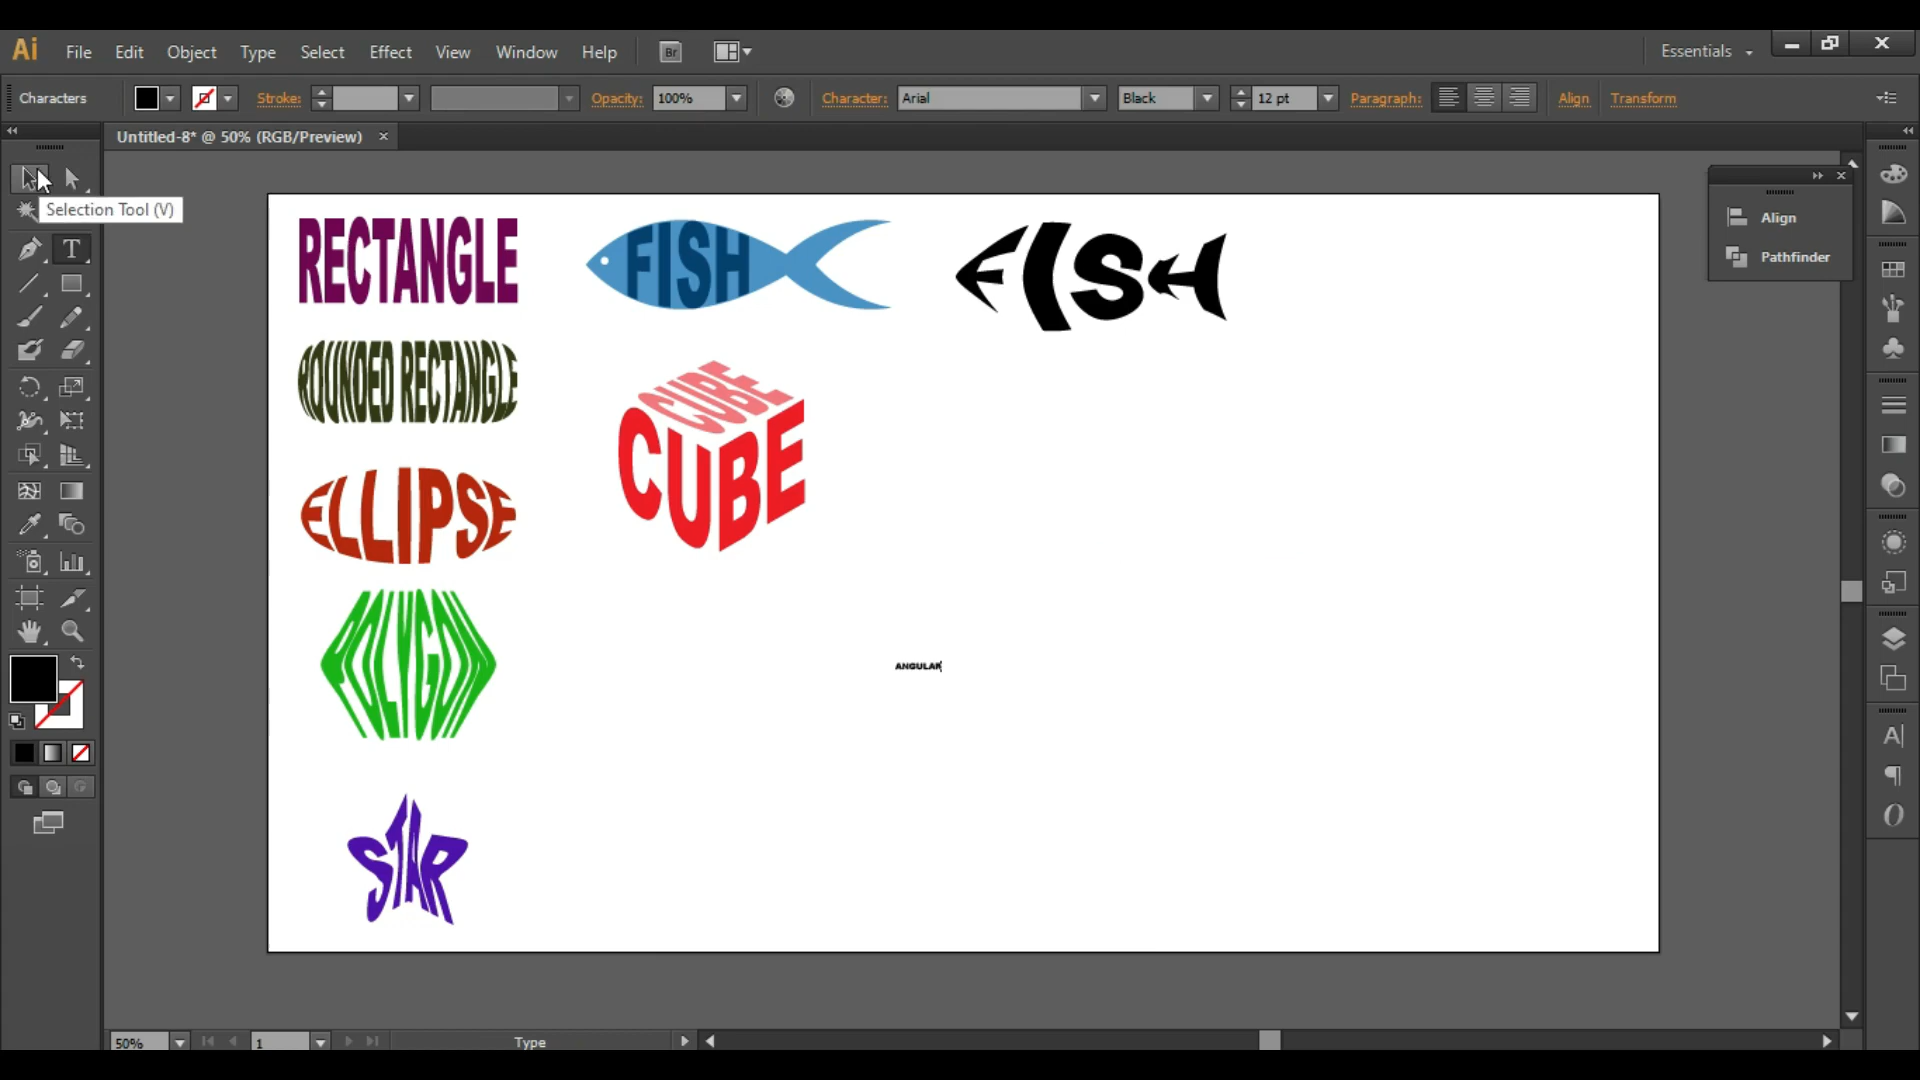 Ai File Edit Object Type Select Effect View Window Help Br Essentials
Characters Stroke: Opacity: 100% Character: Arial Black 12 pt Paragraph: Align Transform
Untitled-8* @ 50% (RGB/Preview)
Selection Tool (V)
T
RECTANGLE
FISH
FISH
Align
Pathfinder
ROUNDED RECTANGLE
CUBE
CUBE
ELLIPSE
POLYGON
ANGULAR
STAR
50% 1 Type